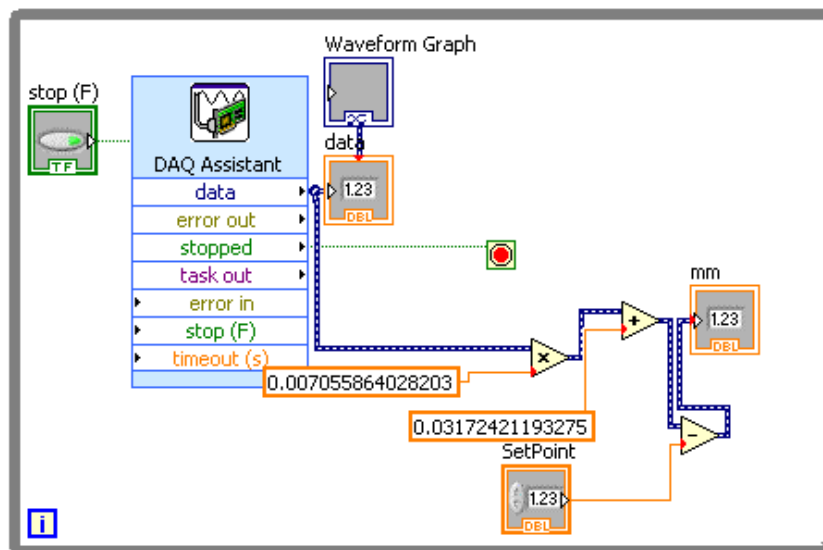 Waveform Graph
stop (F)
TF
DAQ Assistant
data
error out
stopped
task out
error in
stop (F)
timeout (s)
data
1.23
DBL
mm
1.23
DBL
+
×
0.007055864028203
0.03172421193275
−
SetPoint
1.23
DBL
i